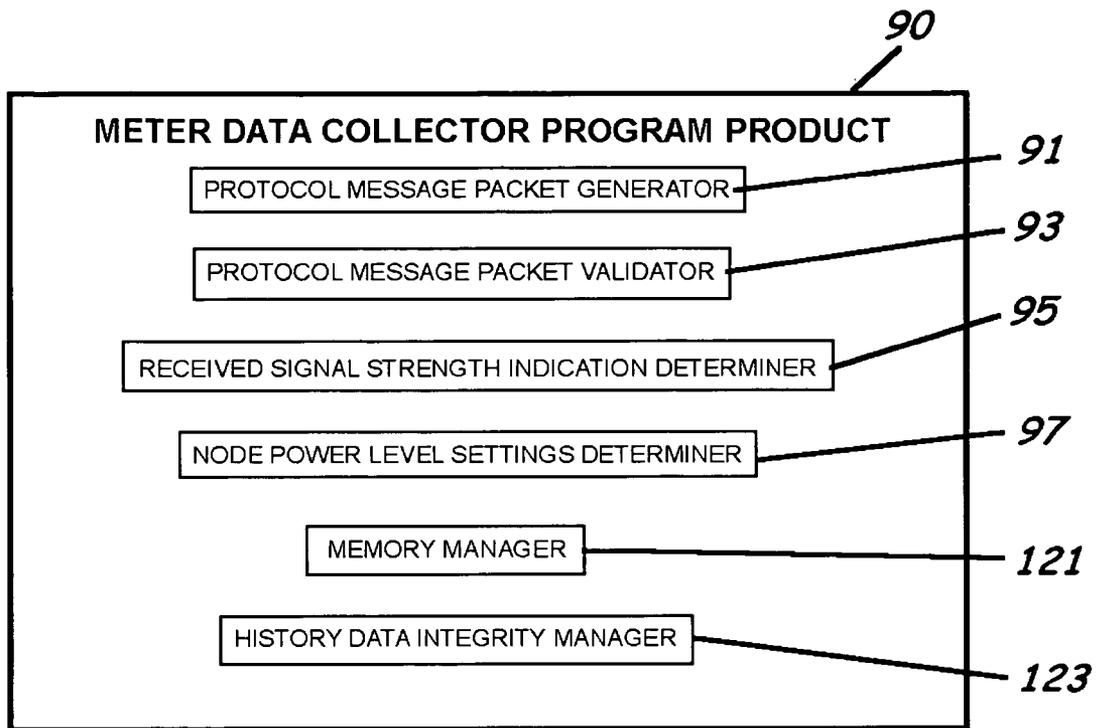 90
METER DATA COLLECTOR PROGRAM PRODUCT
PROTOCOL MESSAGE PACKET GENERATOR
91
PROTOCOL MESSAGE PACKET VALIDATOR
93
RECEIVED SIGNAL STRENGTH INDICATION DETERMINER
95
NODE POWER LEVEL SETTINGS DETERMINER
97
MEMORY MANAGER
121
HISTORY DATA INTEGRITY MANAGER
123